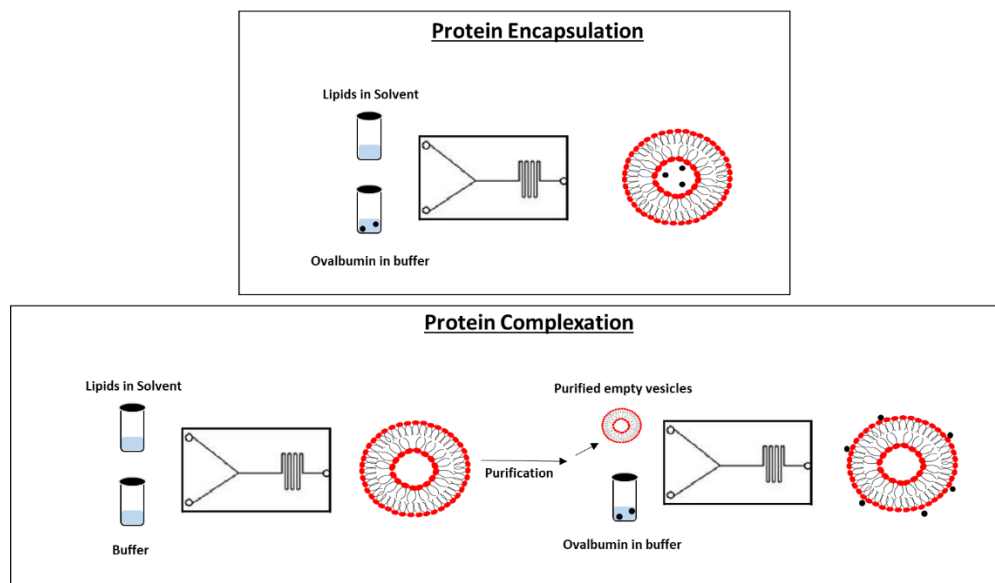 Protein Encapsulation
Lipids in Solvent
Ovalbumin in buffer
Protein Complexation
Lipids in Solvent
Buffer
Purification
Purified empty vesicles
Ovalbumin in buffer